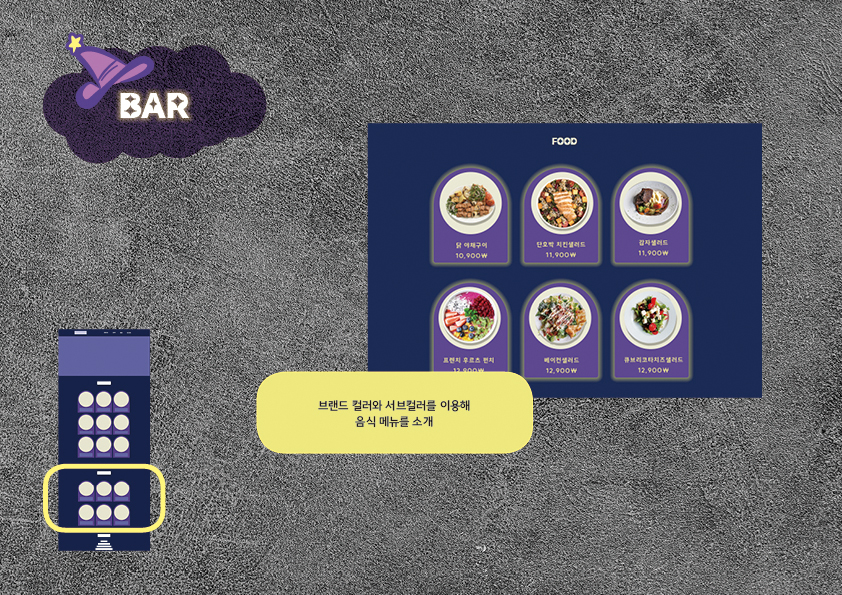 BAR
FOOD
닭 야채구이
10,900₩
단호박 치킨샐러드
11,900₩
감자샐러드
11,900₩
프렌치 후르츠 펀치
12,900₩
베이컨샐러드
12,900₩
큐브리코타치즈샐러드
12,900₩
브랜드 컬러와 서브컬러를 이용해
음식 메뉴를 소개